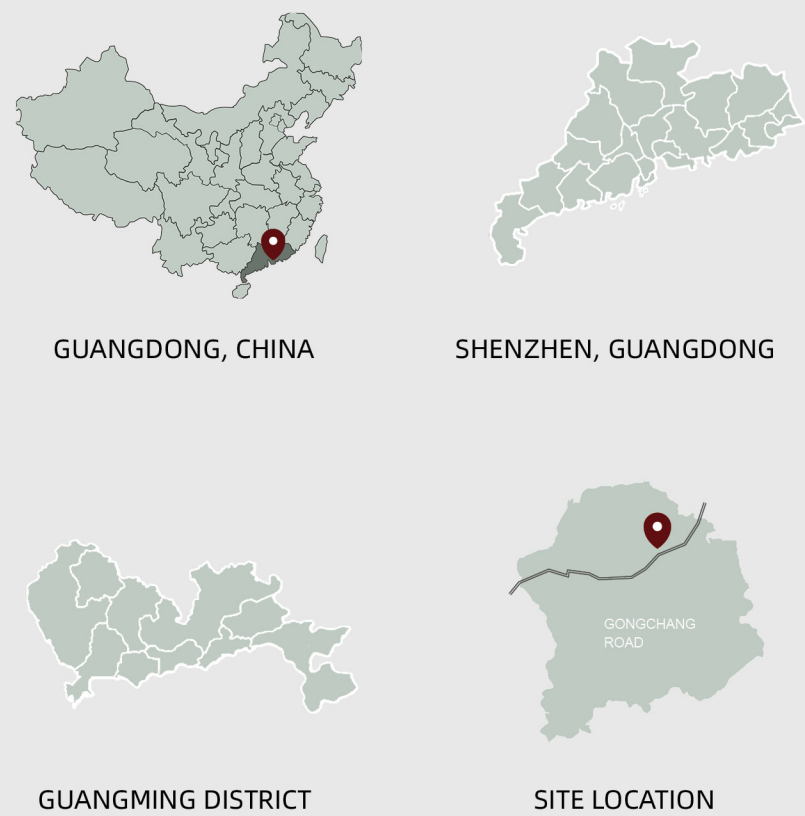 GUANGDONG, CHINA
SHENZHEN, GUANGDONG
GONGCHANG
ROAD
GUANGMING DISTRICT
SITE LOCATION